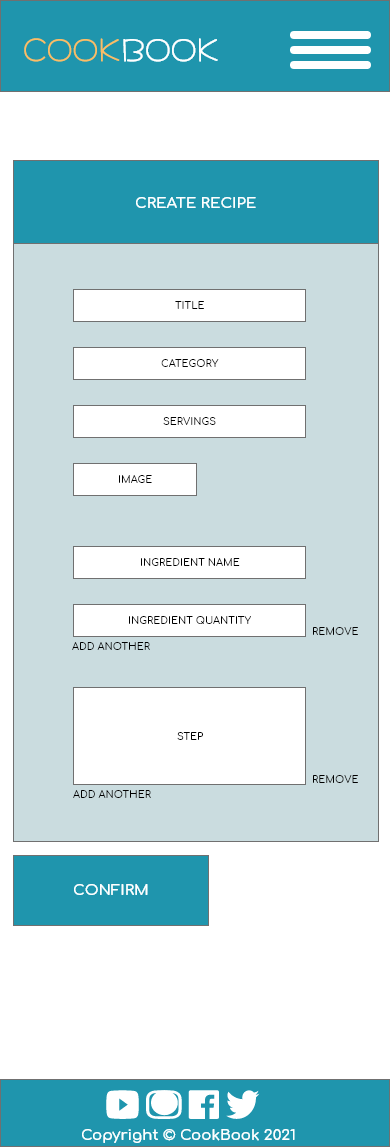 COOKBOOK
CREATE RECIPE
TITLE
CATEGORY
SERVINGS
IMAGE
INGREDIENT NAME
INGREDIENT QUANTITY
REMOVE
ADD ANOTHER
STEP
REMOVE
ADD ANOTHER
CONFIRM
Copyright © CookBook 2021